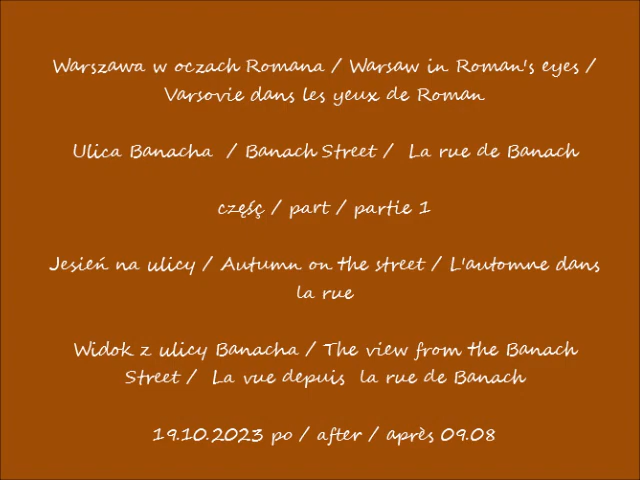 Warszawa w oczach Romana / Warsaw in Roman's eyes /
Varsovie dans les yeux de Roman
Ulica Banacha / Banach Street / La rue de Banach
częśç / part / partie 1
Jesień na ulicy / Autumn on the street / L'automne dans
la rue
Widok z ulicy Banacha / The view from the Banach
Street / La vue depuis la rue de Banach
19.10.2023 po / after / après 09.08